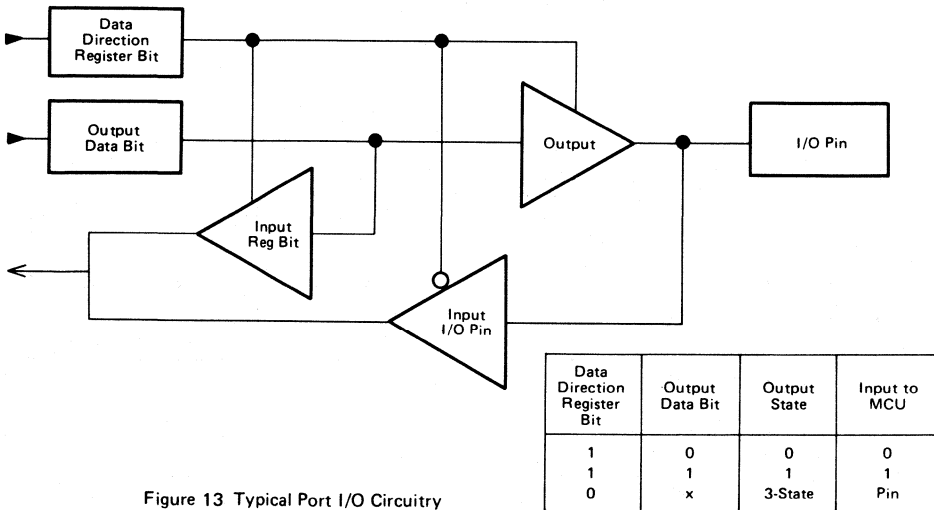 Data
Direction
Register Bit
Output
Data Bit
Output
I/O Pin
Input
Reg Bit
Input
I/O Pin
Data
Direction
Register
Bit
Output
Data Bit
Output
State
Input to
MCU
1 0 0 0
1 1 1 1
0 x 3-State Pin
Figure 13 Typical Port I/O Circuitry